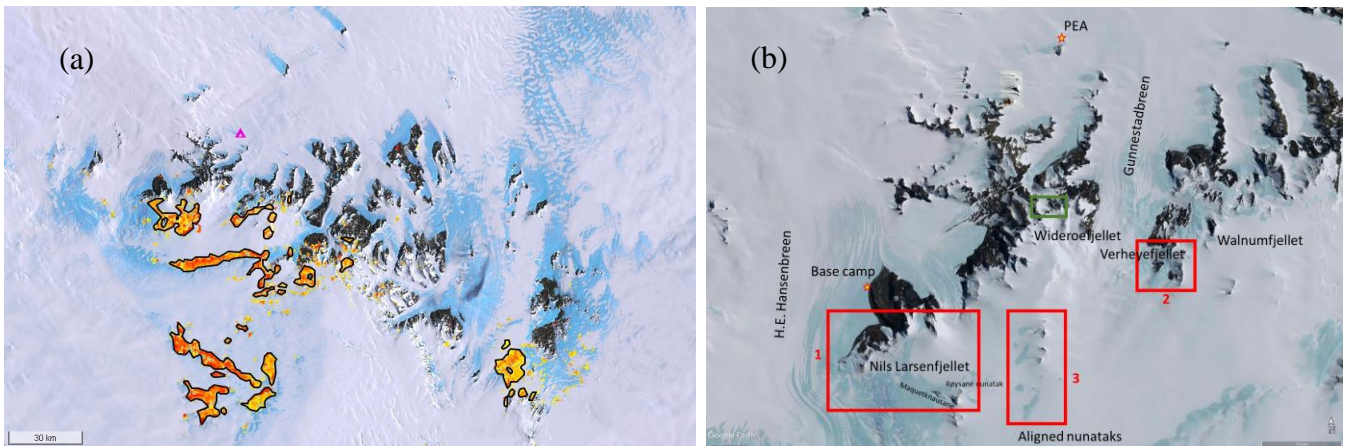 (a)
30 km
(b)
PEA
Gunnestadbreen
Wideroefjellet
Walnumfjellet
Verheyefjellet
2
Base camp
H.E. Hansenbreen
1
Nils Larsenfjellet
Røysane nunatak
Maquetknausane
3
Aligned nunataks
Google Earth